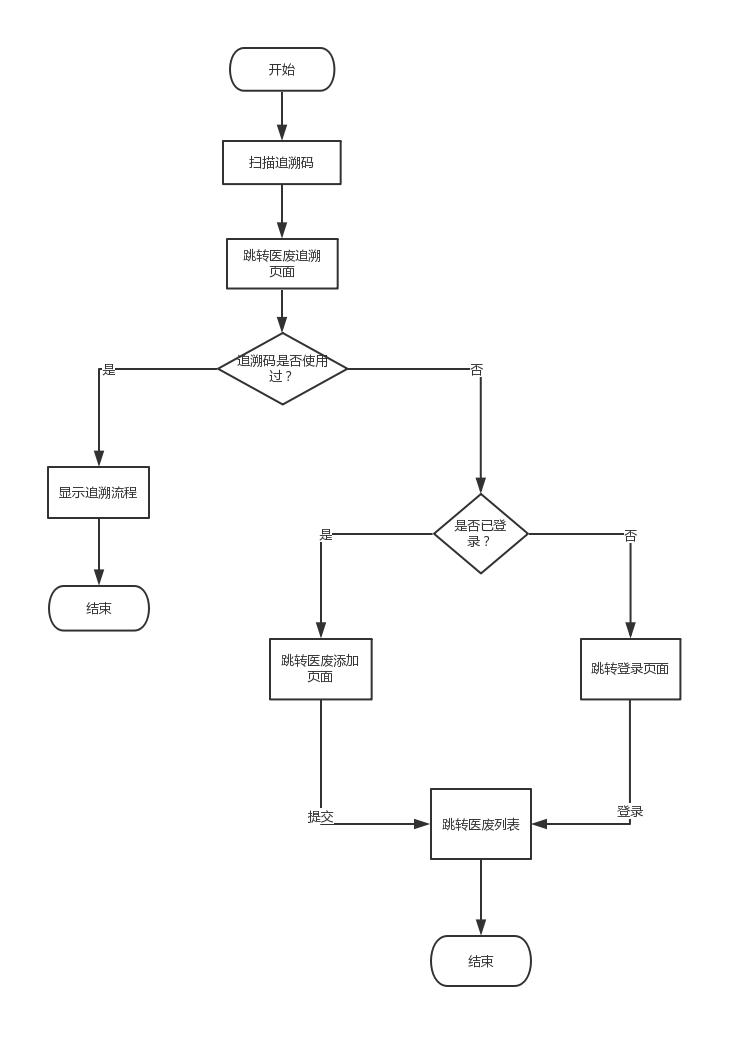 开始
扫描追溯码
跳转医废追溯
页面
追溯码是否使用
过？
是
否
显示追溯流程
是否已登
录？
是
否
结束
跳转医废添加
页面
跳转登录页面
提交
登录
跳转医废列表
结束